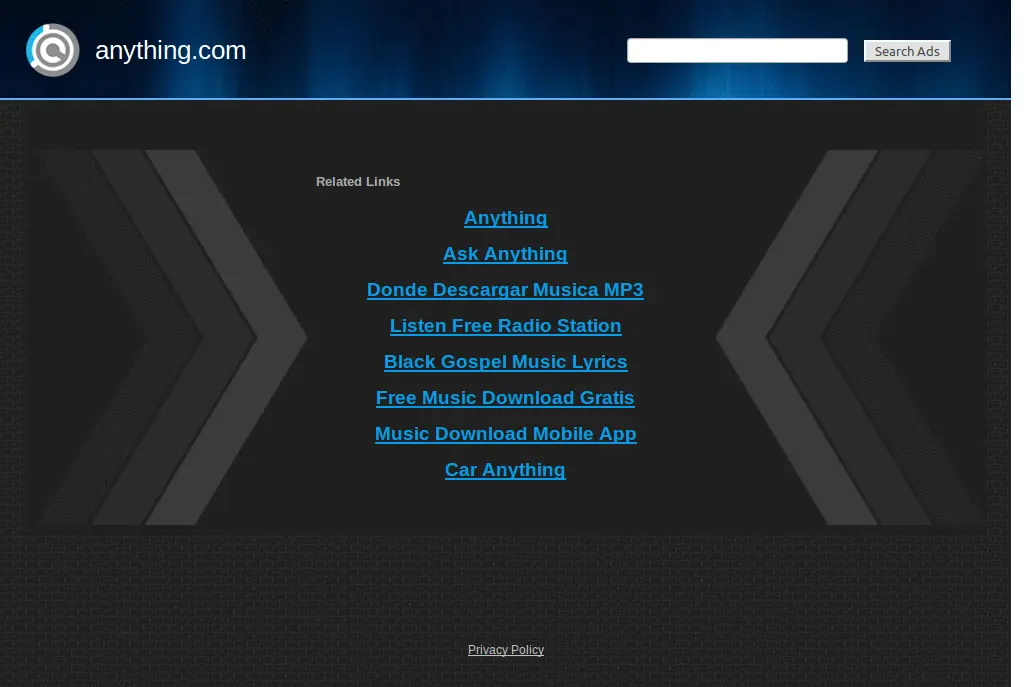 anything.com
Search Ads
Related Links
Anything
Ask Anything
Donde Descargar Musica MP3
Listen Free Radio Station
Black Gospel Music Lyrics
Free Music Download Gratis
Music Download Mobile App
Car Anything
Privacy Policy